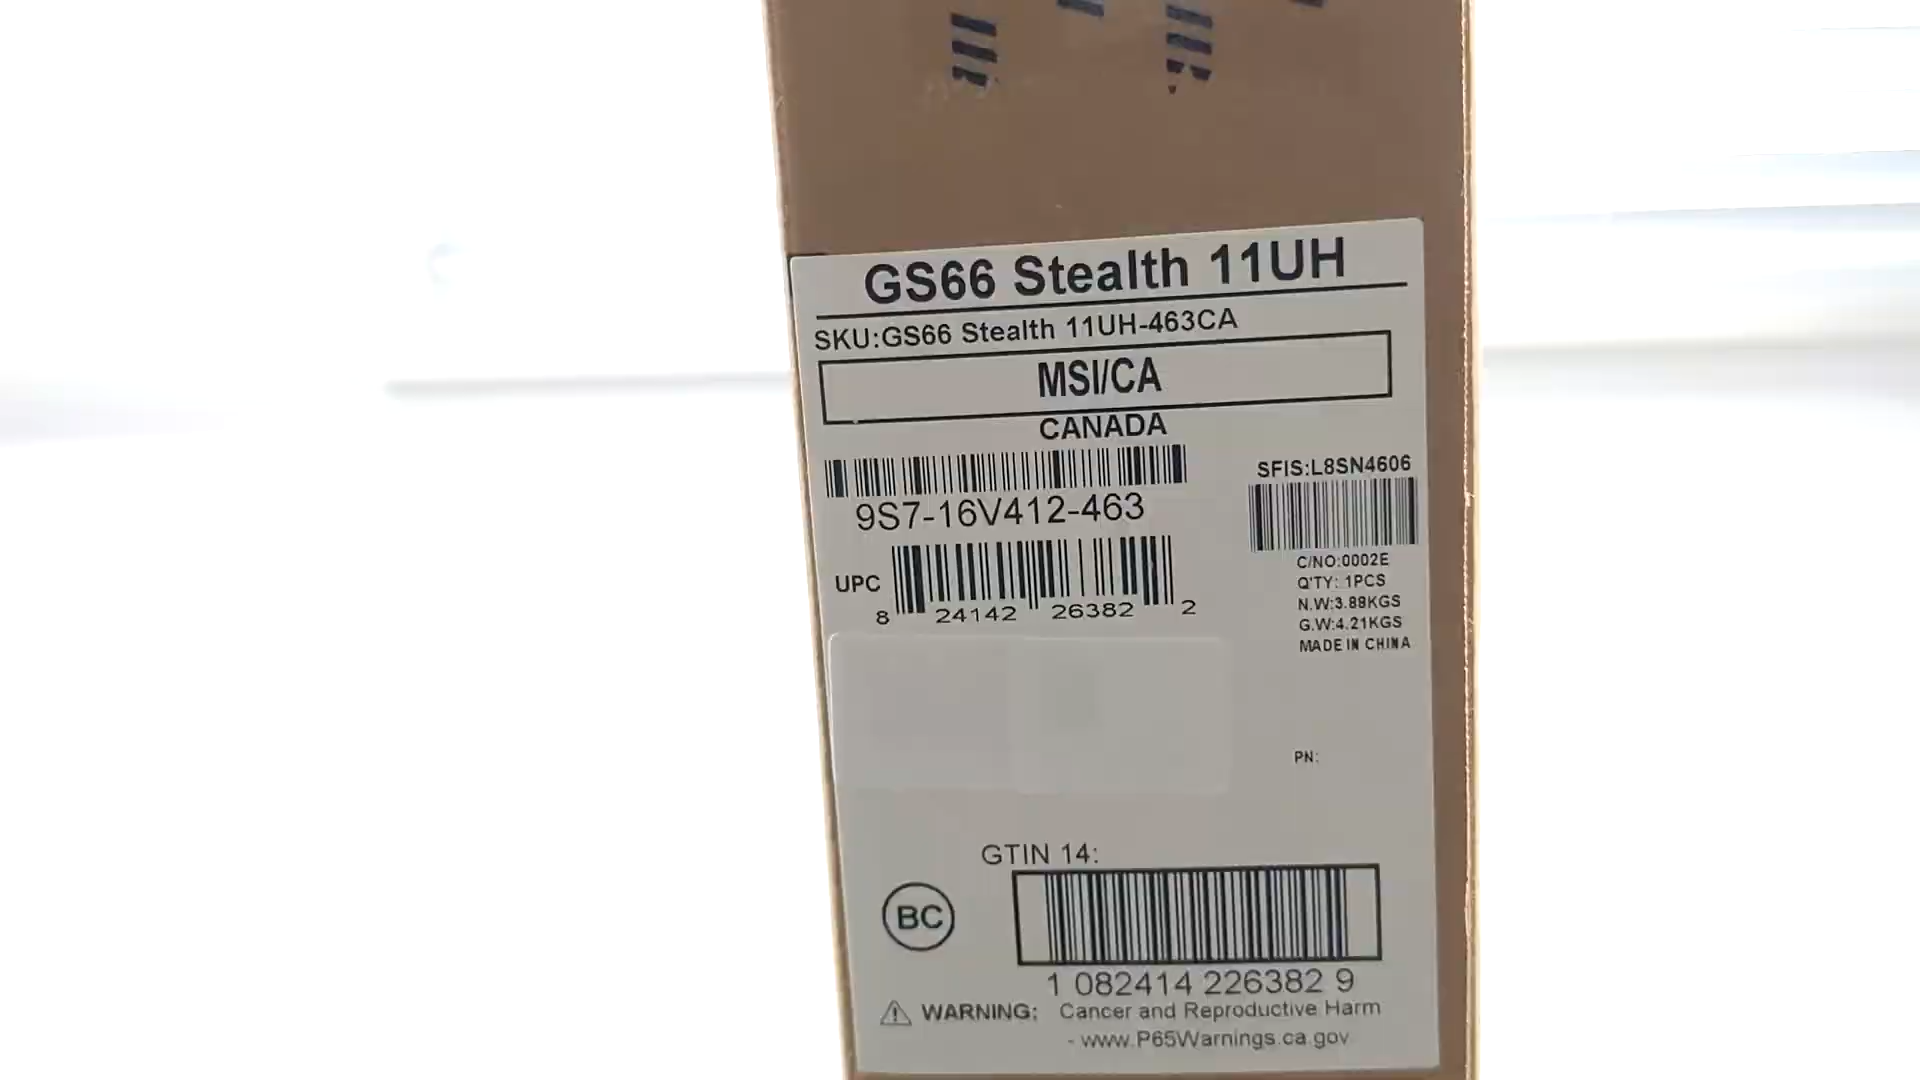 GS66 Stealth 11UH
SKU:GS66 Stealth 11UH-463CA
MSI/CA
CANADA
9S7-16V412-463
SFIS:L8SN4606
UPC
8 24142 26382 2
C/NO:0002E
Q'TY: 1PCS
N.W:3.88KGS
G.W:4.21KGS
MADE IN CHINA
PN:
GTIN 14:
BC
1 082414 226382 9
WARNING: Cancer and Reproductive Harm
- www.P65Warnings.ca.gov